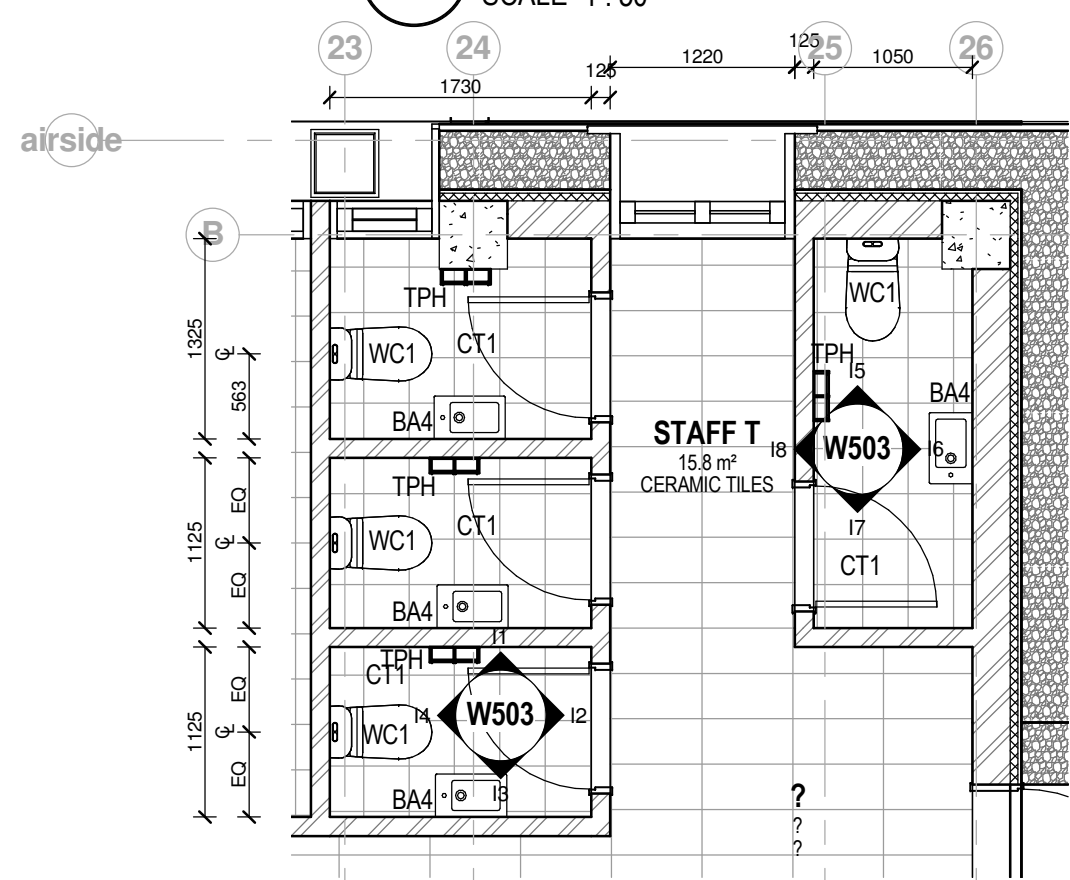 SCALE 1 : 50
23
24
25
26
125
1220
1050
125
1730
airside
B
TPH
WC1
CT1
BA4
1325
℄
563
WC1
TPH
I5
BA4
I8
W503
I6
I7
CT1
STAFF T
15.8 m²
CERAMIC TILES
TPH
WC1
CT1
BA4
1125
EQ
℄
EQ
I1
TPH
CT1
WC1
I4
W503
I2
I3
BA4
1125
EQ
℄
EQ
?
?
?